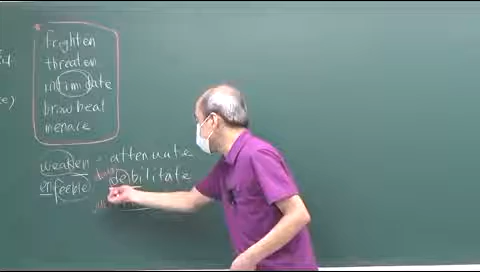 frighten
threaten
intimidate
browbeat
menace
weaken = attenuate
enfeeble debilitate